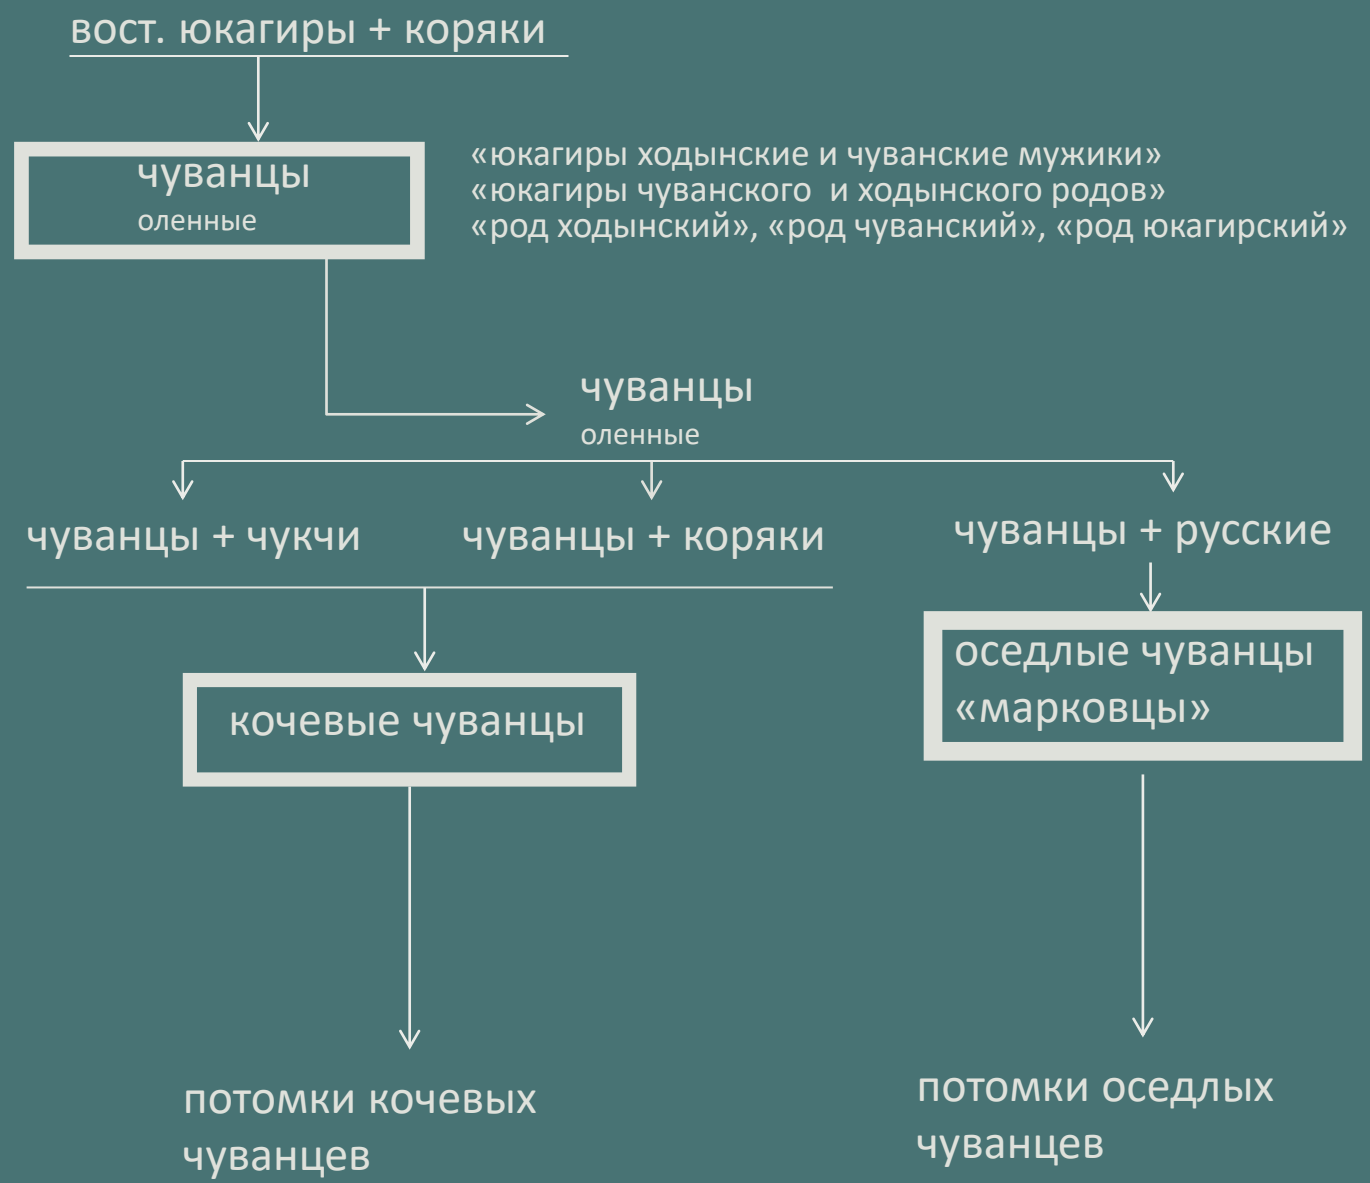 вост. юкагиры + коряки
чуванцы
оленные
«юкагиры ходынские и чуванские мужики»
«юкагиры чуванского и ходынского родов»
«род ходынский», «род чуванский», «род юкагирский»
чуванцы
оленные
чуванцы + чукчи
чуванцы + коряки
чуванцы + русские
кочевые чуванцы
оседлые чуванцы
«марковцы»
потомки кочевых
чуванцев
потомки оседлых
чуванцев